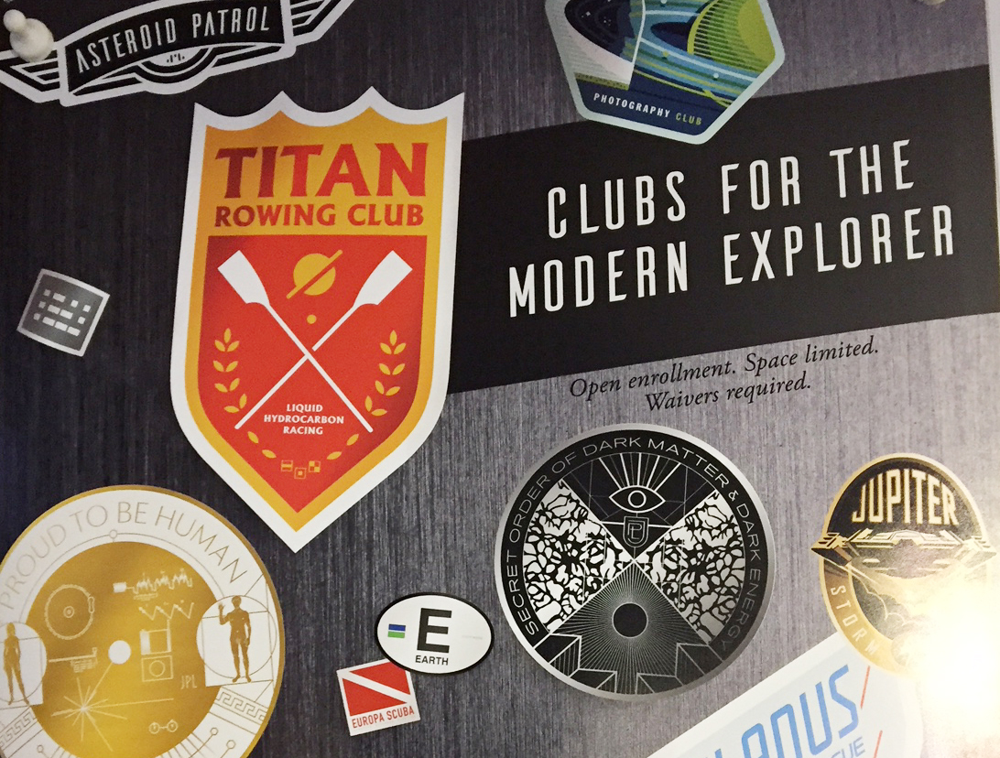 ASTEROID PATROL
JPL
PHOTOGRAPHY CLUB
TITAN
ROWING CLUB
LIQUID
HYDROCARBON
RACING
CLUBS FOR THE
MODERN EXPLORER
Open enrollment. Space limited.
Waivers required.
PROUD TO BE HUMAN
JPL
E
EARTH
EUROPA SCUBA
SECRET ORDER OF DARK MATTER & DARK ENERGY
JUPITER
STORM